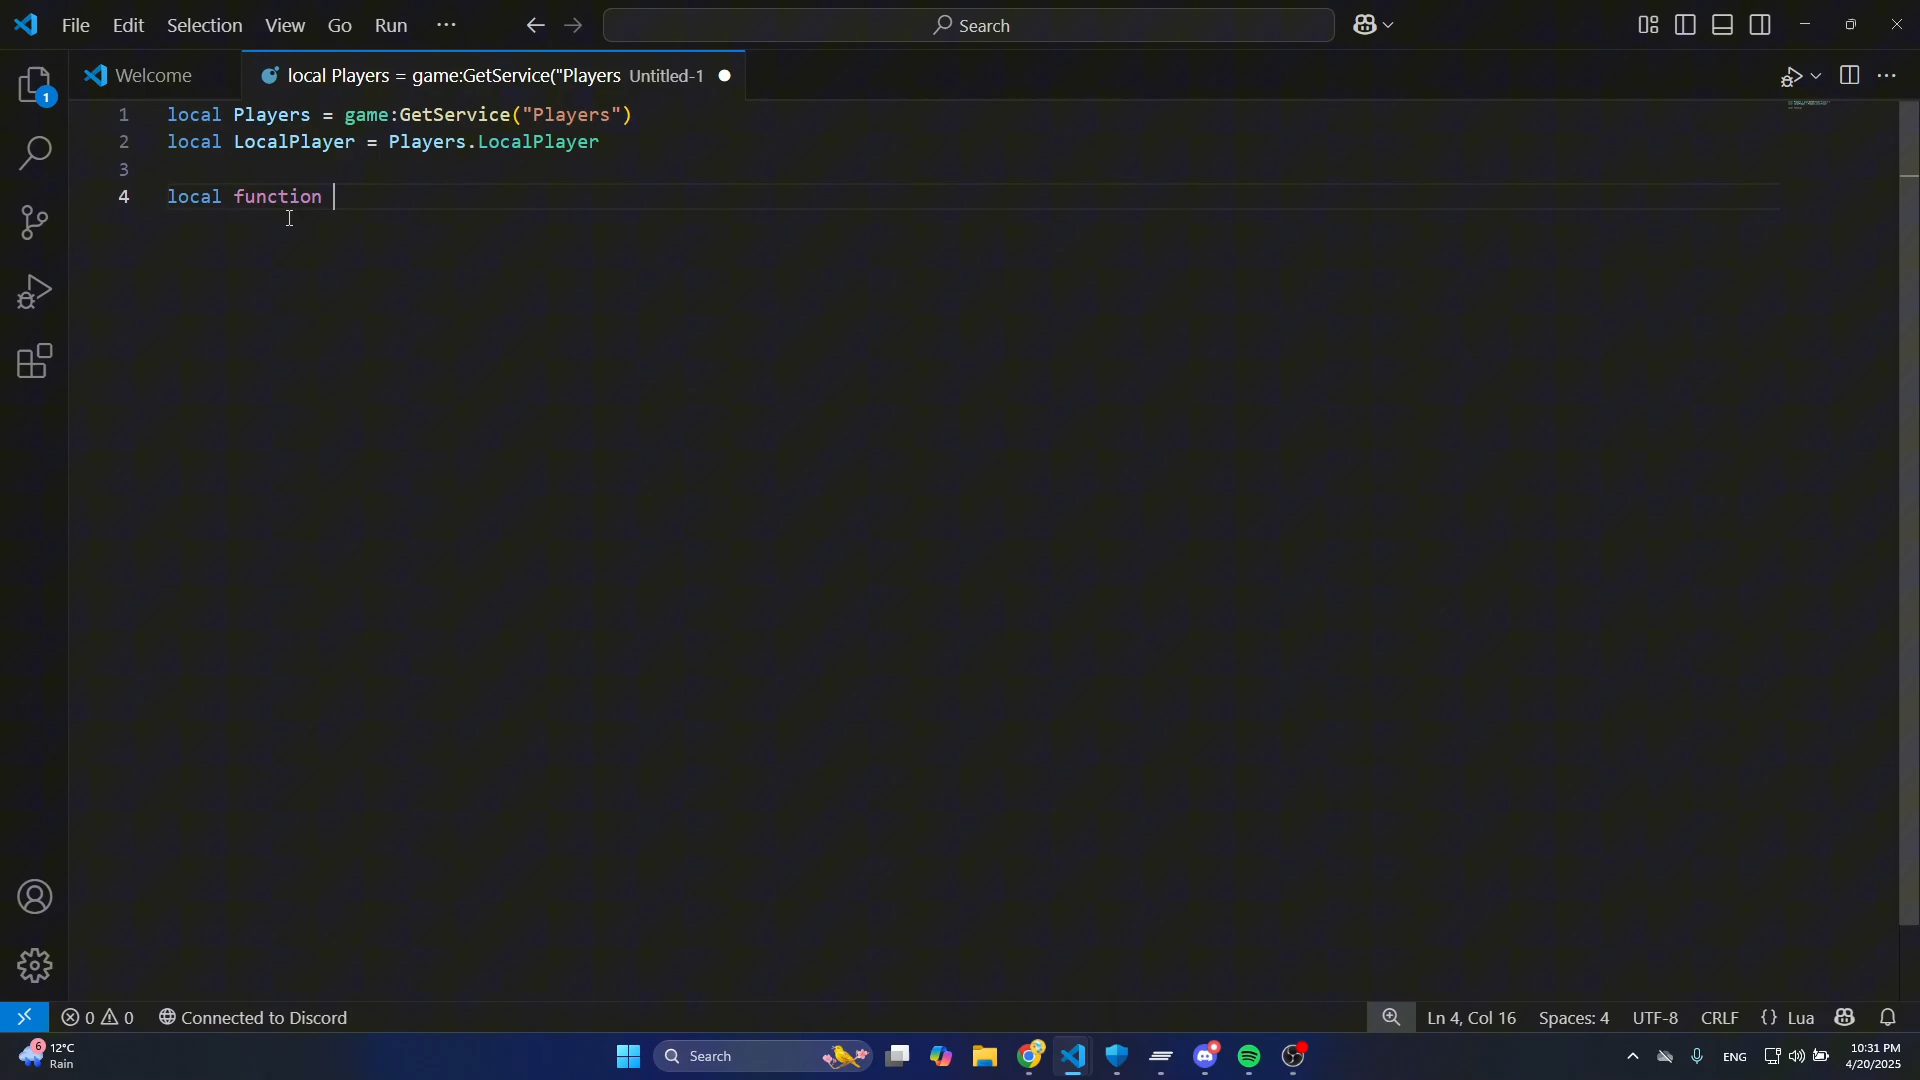 File Edit Selection View Go Run ··· Search
Welcome local Players = game:GetService("Players Untitled-1
1 local Players = game:GetService("Players")
2 local LocalPlayer = Players.LocalPlayer
3
4 local function
1
0 0 Connected to Discord Ln 4, Col 16 Spaces: 4 UTF-8 CRLF {} Lua
6 12°C Search ENG 10:31 PM
Rain 4/20/2025